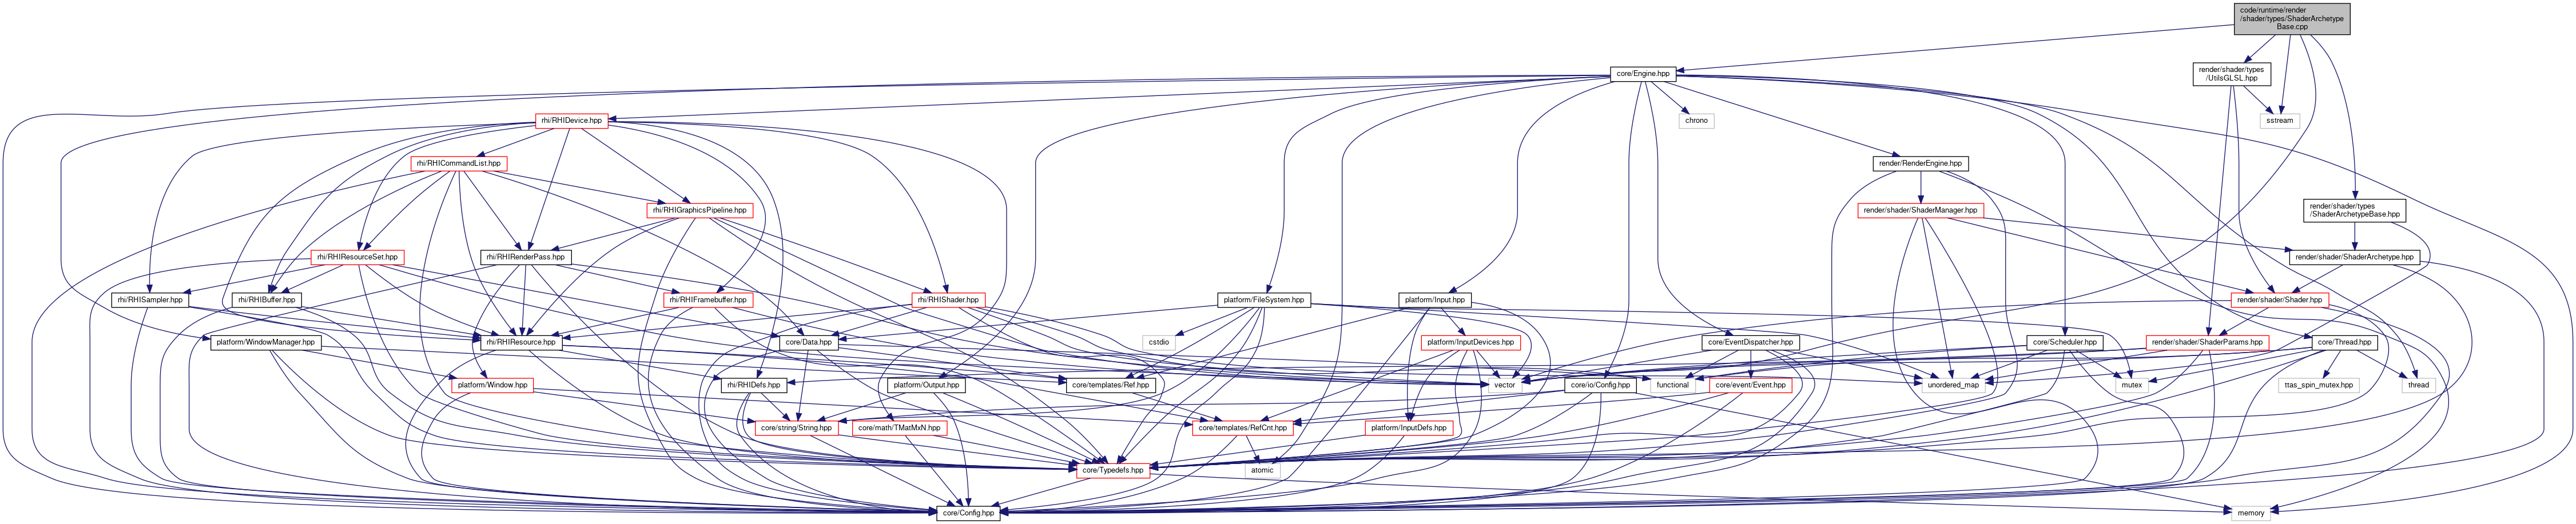 code/runtime/render
/shader/types/ShaderArchetype
Base.cpp
core/Engine.hpp
render/shader/types
/UtilsGLSL.hpp
rhi/RHIDevice.hpp
chrono
sstream
rhi/RHICommandList.hpp
render/RenderEngine.hpp
rhi/RHIGraphicsPipeline.hpp
render/shader/ShaderManager.hpp
render/shader/types
/ShaderArchetypeBase.hpp
rhi/RHIResourceSet.hpp
rhi/RHIRenderPass.hpp
render/shader/ShaderArchetype.hpp
rhi/RHISampler.hpp
rhi/RHIBuffer.hpp
rhi/RHIFramebuffer.hpp
rhi/RHIShader.hpp
platform/FileSystem.hpp
platform/Input.hpp
render/shader/Shader.hpp
platform/WindowManager.hpp
rhi/RHIResource.hpp
core/Data.hpp
cstdio
platform/InputDevices.hpp
core/EventDispatcher.hpp
core/Scheduler.hpp
render/shader/ShaderParams.hpp
core/Thread.hpp
platform/Window.hpp
rhi/RHIDefs.hpp
platform/Output.hpp
core/templates/Ref.hpp
vector
core/io/Config.hpp
functional
core/event/Event.hpp
unordered_map
mutex
ttas_spin_mutex.hpp
thread
core/string/String.hpp
core/math/TMatMxN.hpp
core/templates/RefCnt.hpp
platform/InputDefs.hpp
core/Typedefs.hpp
atomic
core/Config.hpp
memory